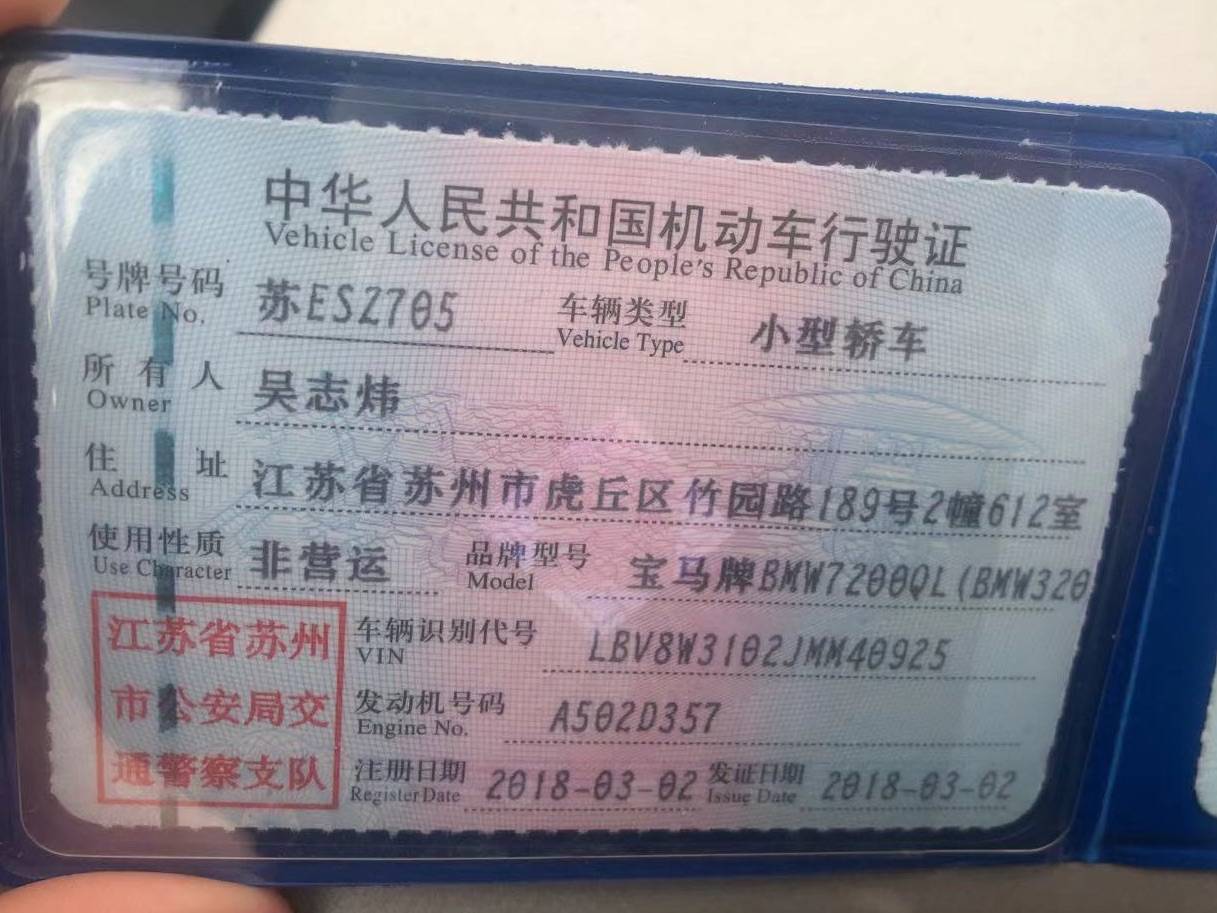 中华人民共和国机动车行驶证
Vehicle License of the People's Republic of China
号牌号码 苏ESZ705 车辆类型 小型轿车
Plate No. Vehicle Type
所有人 吴志炜
Owner
住址 江苏省苏州市虎丘区竹园路189号2幢612室
Address
使用性质 非营运 品牌型号 宝马牌BMW7200QL(BMW320
Use Character Model
江苏省苏州
市公安局交
通警察支队
车辆识别代号 LBV8W3102JMM40925
VIN
发动机号码 A502D357
Engine No.
注册日期 2018-03-02 发证日期 2018-03-02
Register Date Issue Date